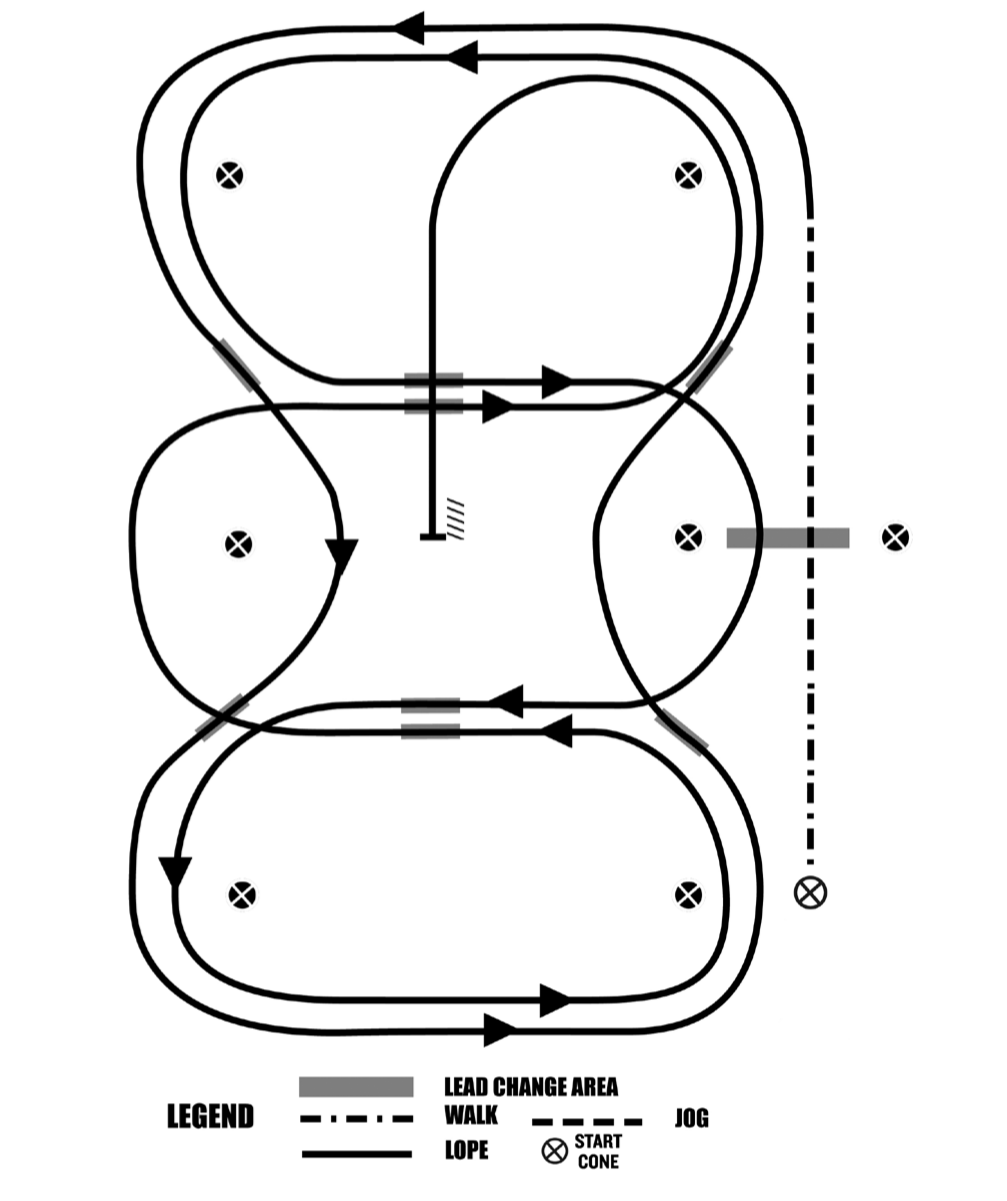 LEAD CHANGE AREA
LEGEND WALK JOG
LOPE START
CONE